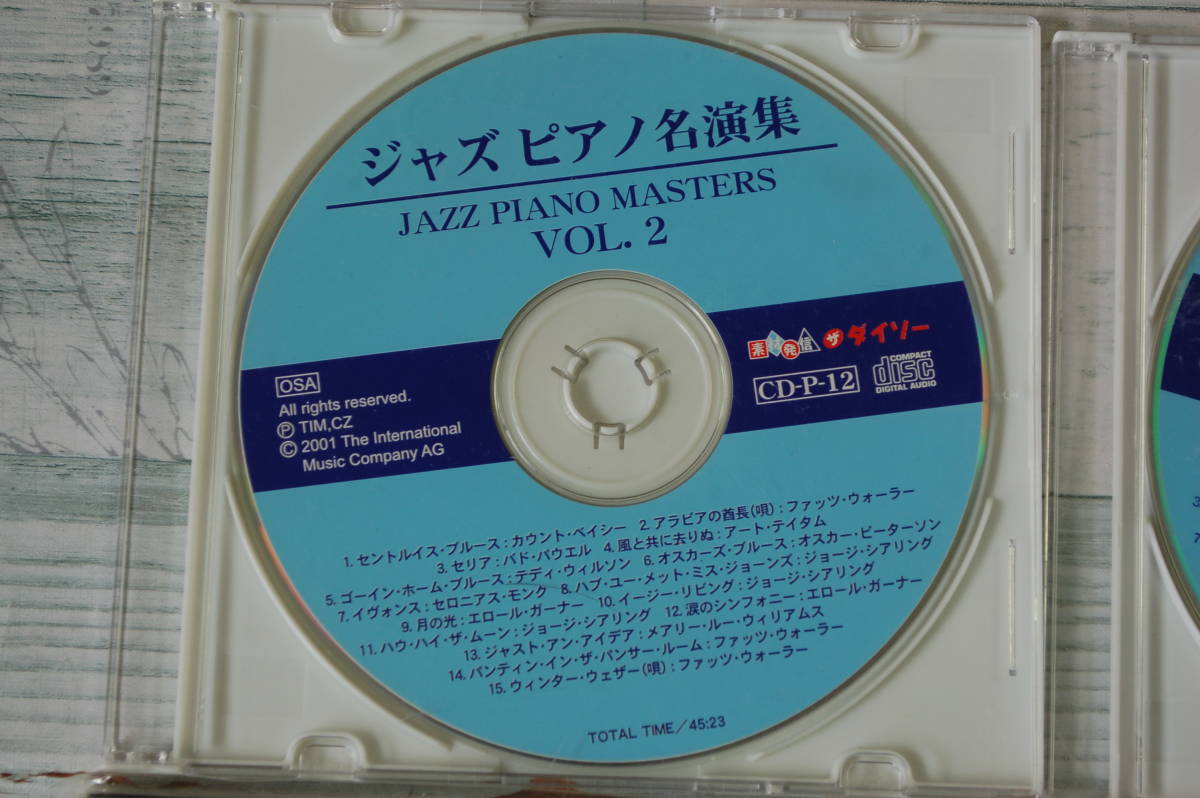 ジャズ ピアノ名演集
JAZZ PIANO MASTERS
VOL. 2
素材発信 ザ ダイソー
CD-P-12
COMPACT
disc
DIGITAL AUDIO
OSA
All rights reserved.
Ⓟ TIM,CZ
© 2001 The International
Music Company AG
1. セントルイス・ブルース : カウント・ベイシー 2. アラビアの酋長(唄) : ファッツ・ウォーラー
3. セリア : バド・パウエル 4. 風と共に去りぬ : アート・テイタム
5. ゴーイン・ホーム・ブルース : テディ・ウィルソン 6. オスカーズ・ブルース : オスカー・ピーターソン
7. イヴォンス : セロニアス・モンク 8. ハブ・ユー・メット・ミス・ジョーンズ : ジョージ・シアリング
9. 月の光 : エロール・ガーナー 10. イージー・リビング : ジョージ・シアリング
11. ハウ・ハイ・ザ・ムーン : ジョージ・シアリング 12. 涙のシンフォニー : エロール・ガーナー
13. ジャスト・アン・アイデア : メアリー・ルー・ウィリアムス
14. パンティン・イン・ザ・パンサー・ルーム : ファッツ・ウォーラー
15. ウィンター・ウェザー(唄) : ファッツ・ウォーラー
TOTAL TIME/45:23